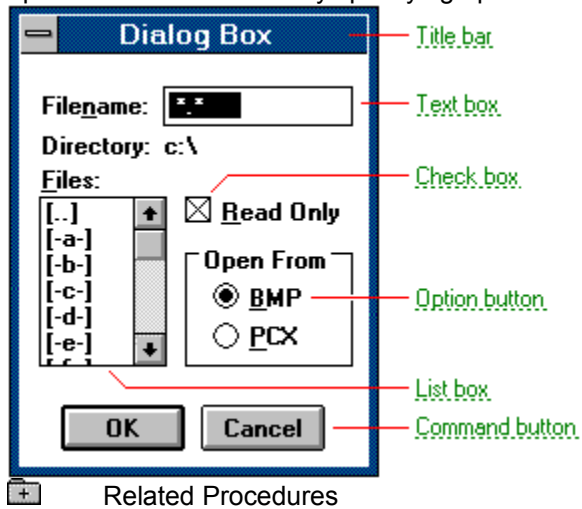 Dialog Box
Title bar
Filename: *.*
Text box
Directory: c:\
Files:
Check box
[..]
Read Only
[-a-]
[-b-]
Open From
[-c-]
BMP
Option button
[-d-]
[-e-]
PCX
List box
OK
Cancel
Command button
Related Procedures